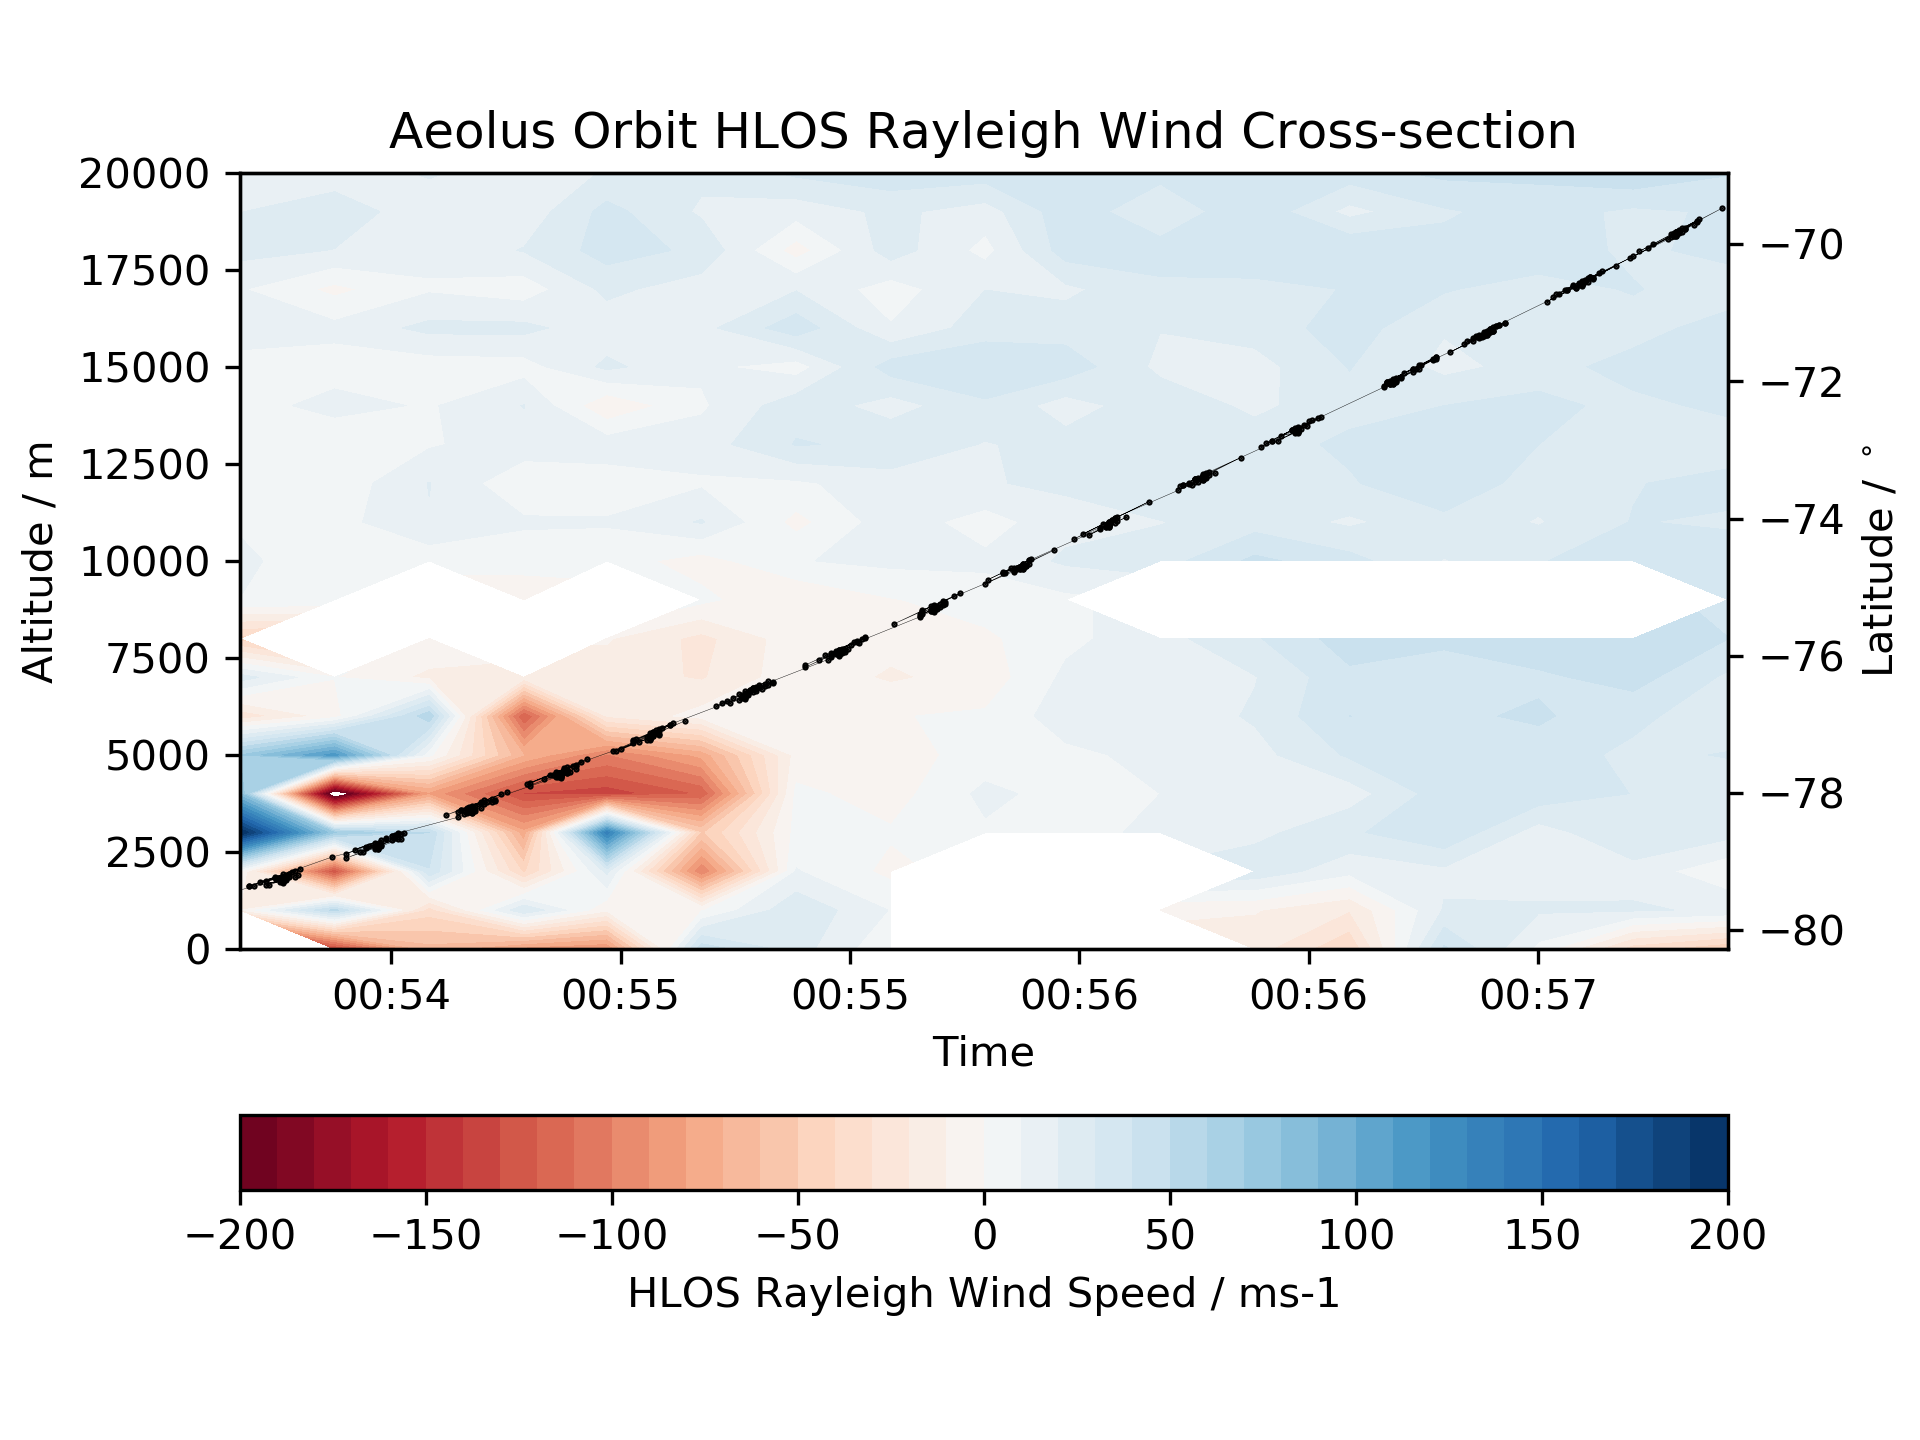 Aeolus Orbit HLOS Rayleigh Wind Cross-section
20000
17500
15000
12500
10000
7500
5000
2500
0
Altitude / m
−70
−72
−74
−76
−78
−80
Latitude / °
00:54 00:55 00:55 00:56 00:56 00:57
Time
−200 −150 −100 −50 0 50 100 150 200
HLOS Rayleigh Wind Speed / ms-1